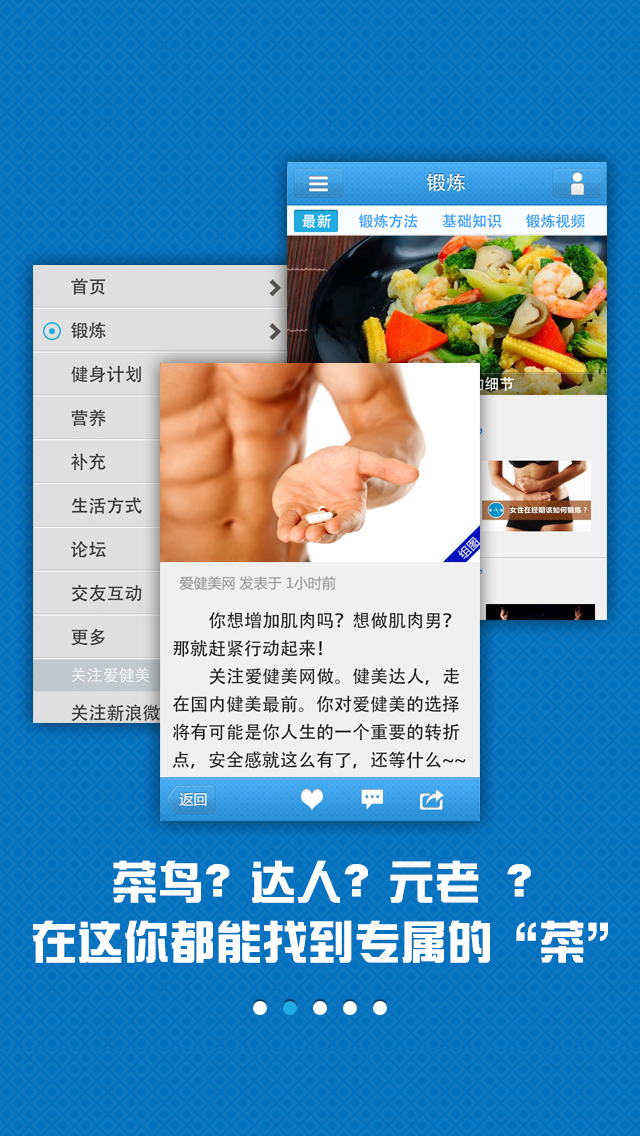 锻炼
最新 锻炼方法 基础知识 锻炼视频
的细节
女性在经期该如何锻炼？
首页
锻炼
健身计划
营养
补充
生活方式
论坛
交友互动
更多
关注爱健美
关注新浪微
组图
爱健美网 发表于 1小时前
你想增加肌肉吗？想做肌肉男？
那就赶紧行动起来！
关注爱健美网做。健美达人，走
在国内健美最前。你对爱健美的选择
将有可能是你人生的一个重要的转折
点，安全感就这么有了，还等什么~~
返回
菜鸟？达人？元老 ？
在这你都能找到专属的“菜”